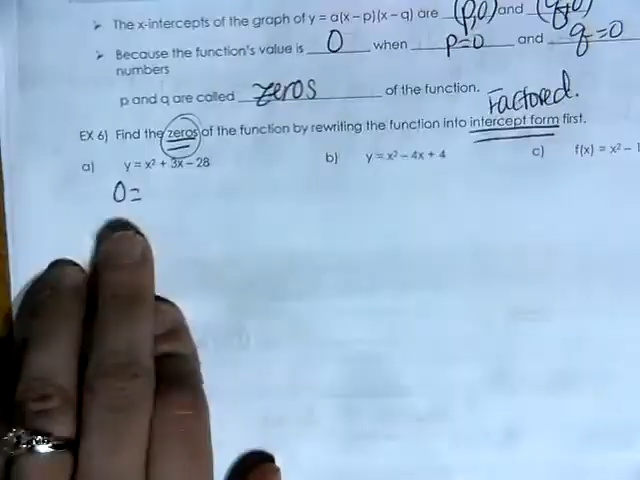 ➢ The x-intercepts of the graph of y = a(x – p)(x – q) are (p,0) and (q,0)
➢ Because the function's value is 0 when p=0 and q=0
numbers
p and q are called zeros of the function.
Factored.
EX 6) Find the zeros of the function by rewriting the function into intercept form first.
a) y = x² + 3x – 28 b) y = x² – 4x + 4 c) f(x) = x² – 1
0=